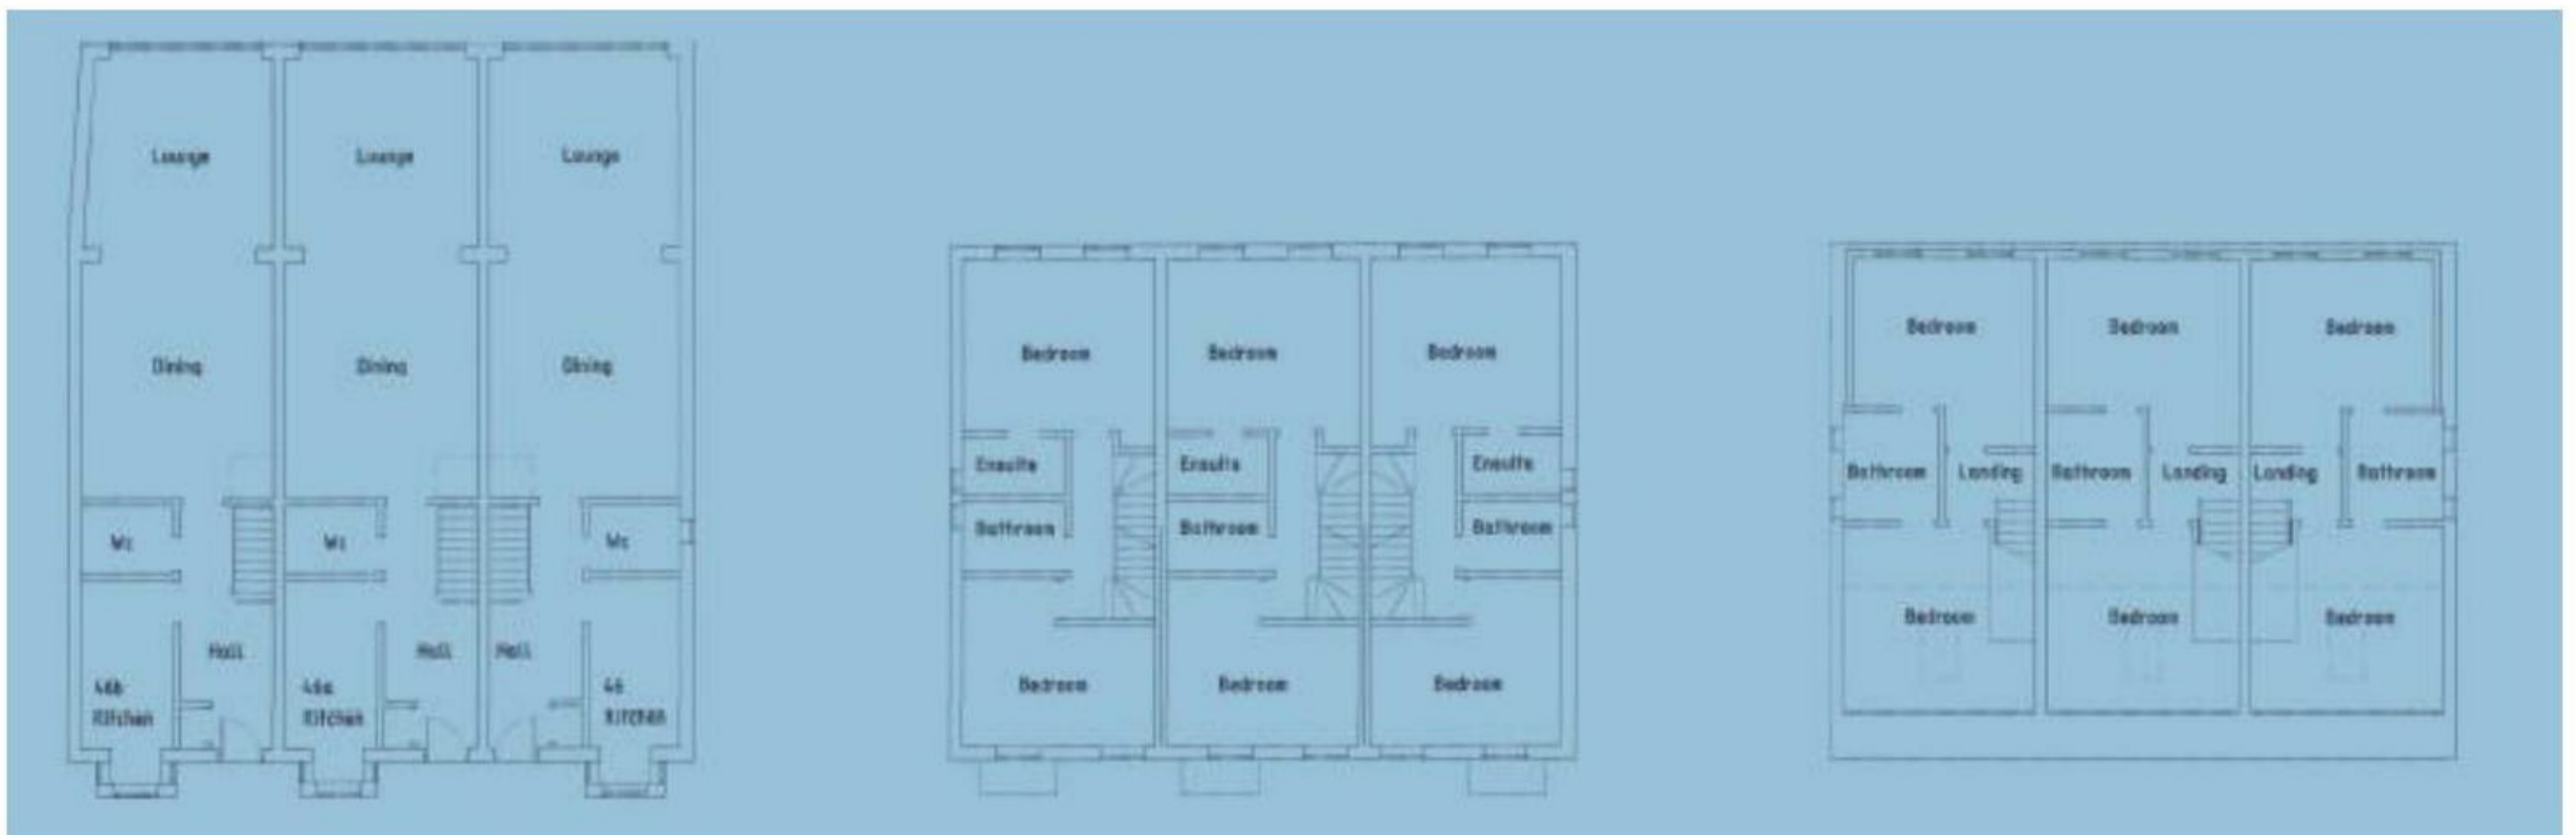 Lounge Lounge Lounge
Dining Dining Dining
Wc Wc Wc
Hall Hall Hall
46b 46a 46
Kitchen Kitchen Kitchen
Bedroom Bedroom Bedroom
Ensuite Ensuite Ensuite
Bathroom Bathroom Bathroom
Bedroom Bedroom Bedroom
Bedroom Bedroom Bedroom
Bathroom Landing Bathroom Landing Landing Bathroom
Bedroom Bedroom Bedroom